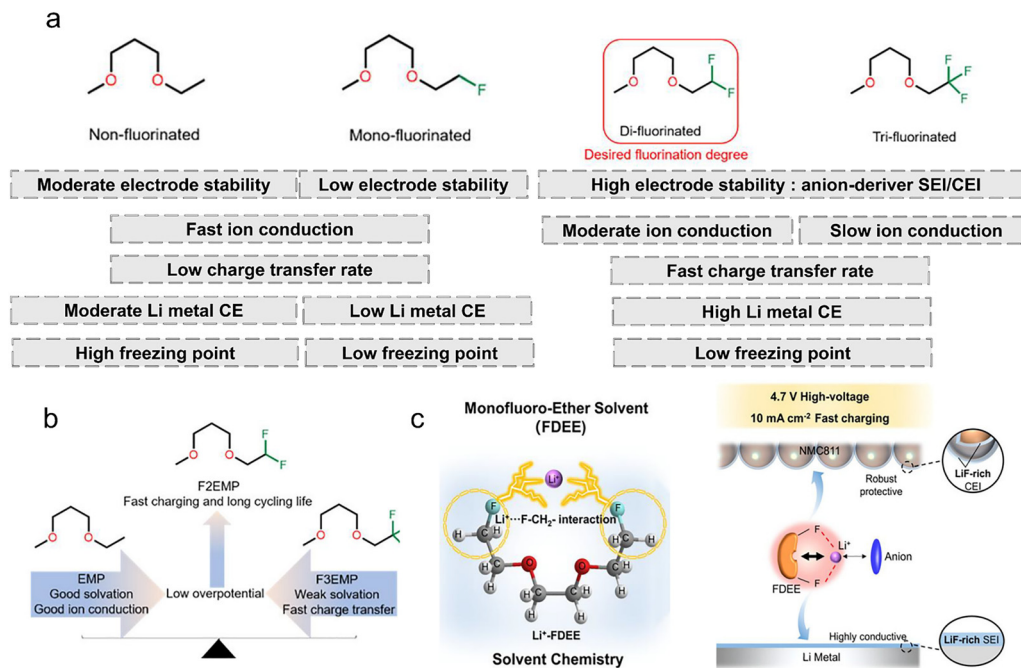 a
O
O
Non-fluorinated
O
O
F
Mono-fluorinated
O
O
F
F
Di-fluorinated
Desired fluorination degree
O
O
F
F
F
Tri-fluorinated
Moderate electrode stability
Low electrode stability
High electrode stability : anion-deriver SEI/CEI
Fast ion conduction
Moderate ion conduction
Slow ion conduction
Low charge transfer rate
Fast charge transfer rate
Moderate Li metal CE
Low Li metal CE
High Li metal CE
High freezing point
Low freezing point
Low freezing point
b
O
O
F
F
F2EMP
Fast charging and long cycling life
O
O
O
O
F
F
EMP
Good solvation
Good ion conduction
Low overpotential
F3EMP
Weak solvation
Fast charge transfer
c
Monofluoro-Ether Solvent
(FDEE)
Li⁺
F
F
Li⁺···F-CH₂- interaction
H
H
H
H
H
H
H
H
O
O
H
H
H
H
Li⁺-FDEE
Solvent Chemistry
4.7 V High-voltage
10 mA cm⁻² Fast charging
NMC811
Robust
protective
LiF-rich
CEI
F
Li⁺
F
FDEE
Anion
Highly conductive
Li Metal
LiF-rich SEI